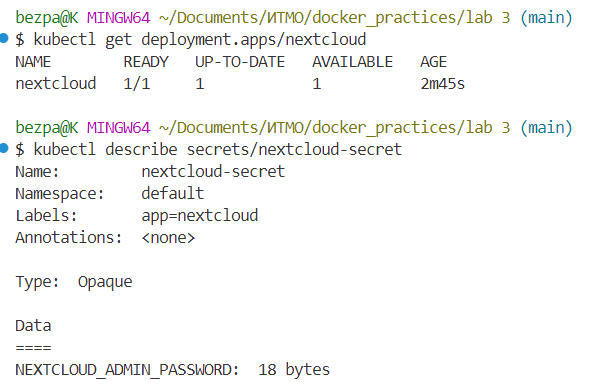 bezpa@K MINGW64 ~/Documents/ИТМО/docker_practices/lab 3 (main)
$ kubectl get deployment.apps/nextcloud
NAME        READY   UP-TO-DATE   AVAILABLE   AGE
nextcloud   1/1     1            1           2m45s
bezpa@K MINGW64 ~/Documents/ИТМО/docker_practices/lab 3 (main)
$ kubectl describe secrets/nextcloud-secret
Name:         nextcloud-secret
Namespace:    default
Labels:       app=nextcloud
Annotations:  <none>
Type:  Opaque
Data
====
NEXTCLOUD_ADMIN_PASSWORD:  18 bytes